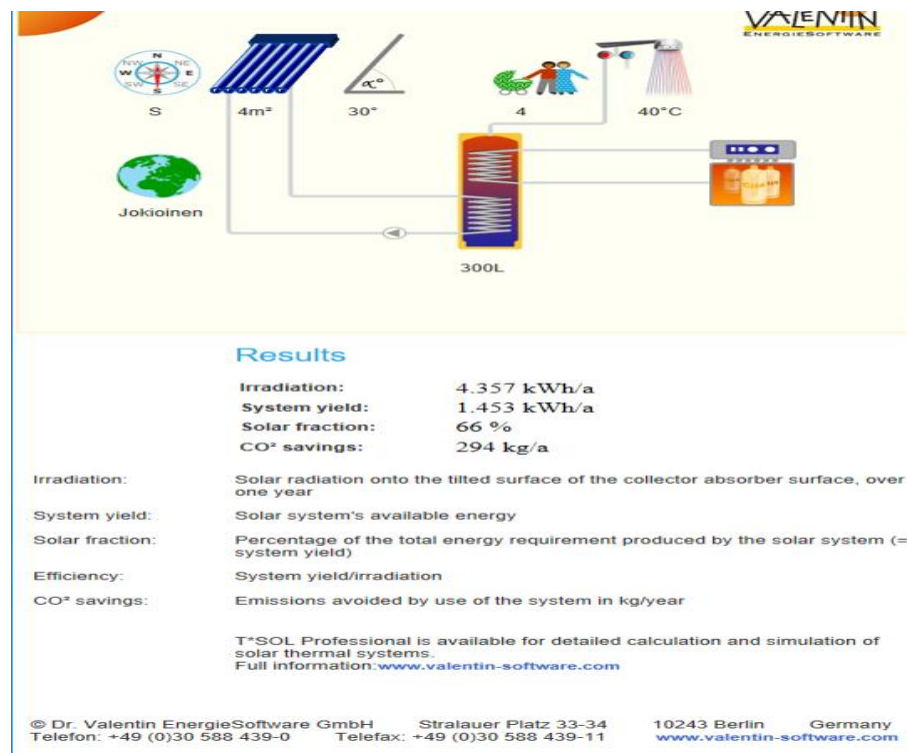 VALENTIN
ENERGIESOFTWARE
N
NW NE
W E
SW SE
S
α°
S 4m² 30° 4 40°C
Jokioinen
300L
Results
Irradiation: 4.357 kWh/a
System yield: 1.453 kWh/a
Solar fraction: 66 %
CO² savings: 294 kg/a
Irradiation: Solar radiation onto the tilted surface of the collector absorber surface, over
one year
System yield: Solar system's available energy
Solar fraction: Percentage of the total energy requirement produced by the solar system (=
system yield)
Efficiency: System yield/irradiation
CO² savings: Emissions avoided by use of the system in kg/year
T*SOL Professional is available for detailed calculation and simulation of
solar thermal systems.
Full information:www.valentin-software.com
© Dr. Valentin EnergieSoftware GmbH Stralauer Platz 33-34 10243 Berlin Germany
Telefon: +49 (0)30 588 439-0 Telefax: +49 (0)30 588 439-11 www.valentin-software.com